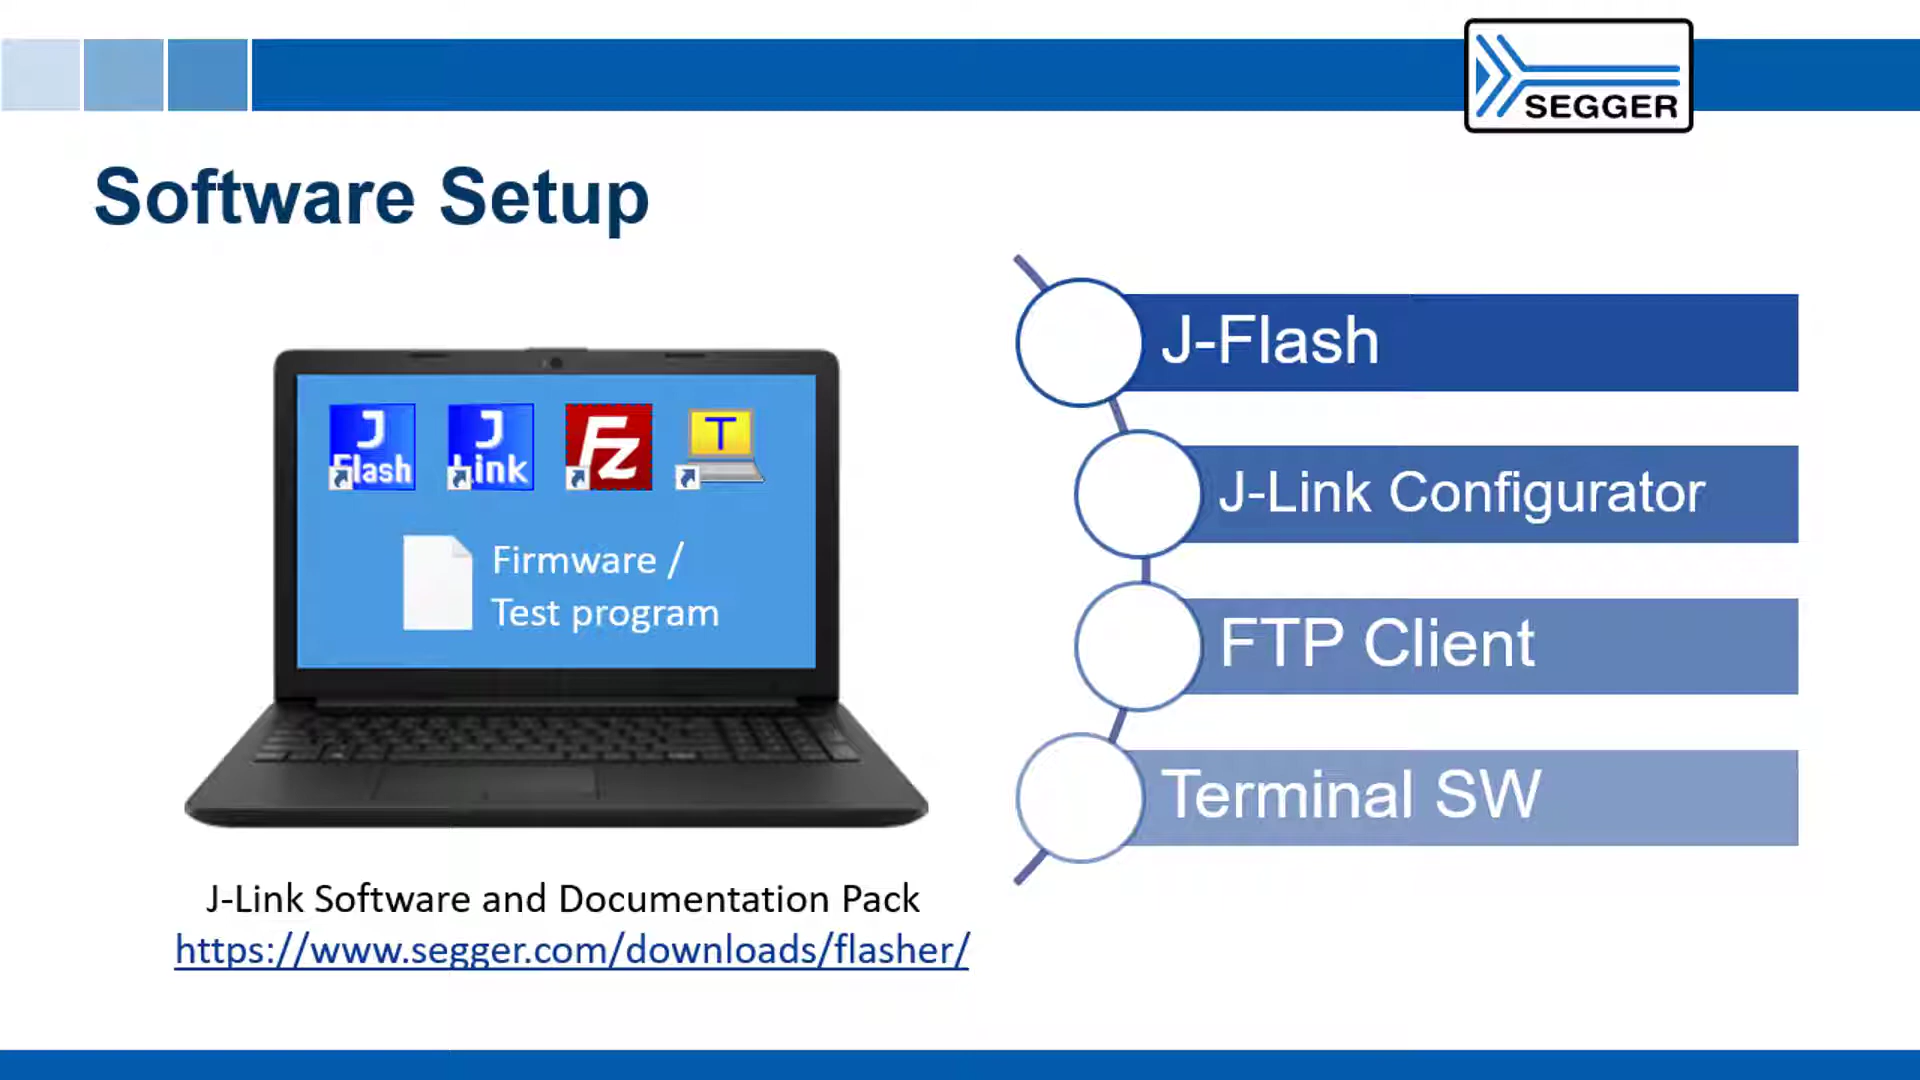 SEGGER
Software Setup
J
Flash
J
Link
FZ
T
Firmware /
Test program
J-Link Software and Documentation Pack
https://www.segger.com/downloads/flasher/
J-Flash
J-Link Configurator
FTP Client
Terminal SW